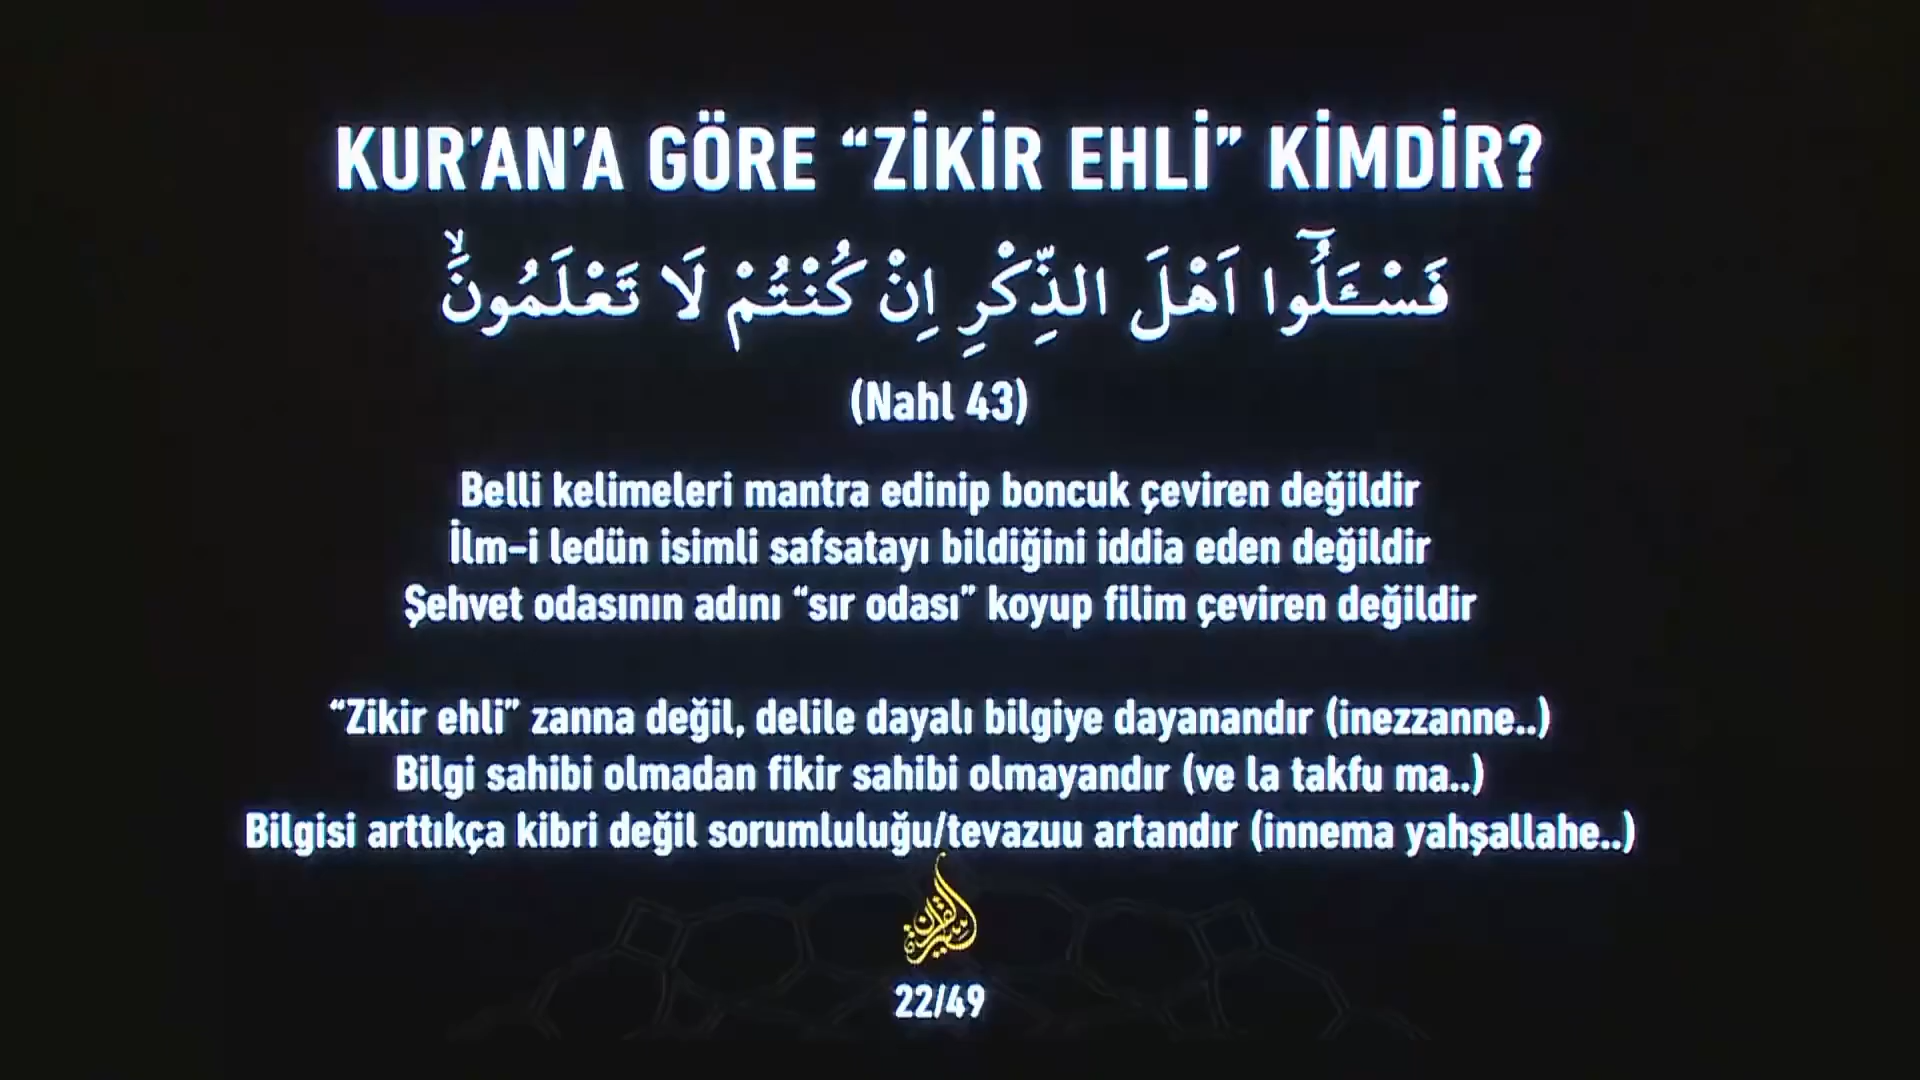 KUR’AN’A GÖRE “ZİKİR EHLİ” KİMDİR?
فَسْـَٔلُٓوا اَهْلَ الذِّكْرِ اِنْ كُنْتُمْ لَا تَعْلَمُونَۙ
(Nahl 43)
Belli kelimeleri mantra edinip boncuk çeviren değildir
İlm-i ledün isimli safsatayı bildiğini iddia eden değildir
Şehvet odasının adını “sır odası” koyup filim çeviren değildir
“Zikir ehli” zanna değil, delile dayalı bilgiye dayanandır (inezzanne..)
Bilgi sahibi olmadan fikir sahibi olmayandır (ve la takfu ma..)
Bilgisi arttıkça kibri değil sorumluluğu/tevazuu artandır (innema yahşallahe..)
22/49